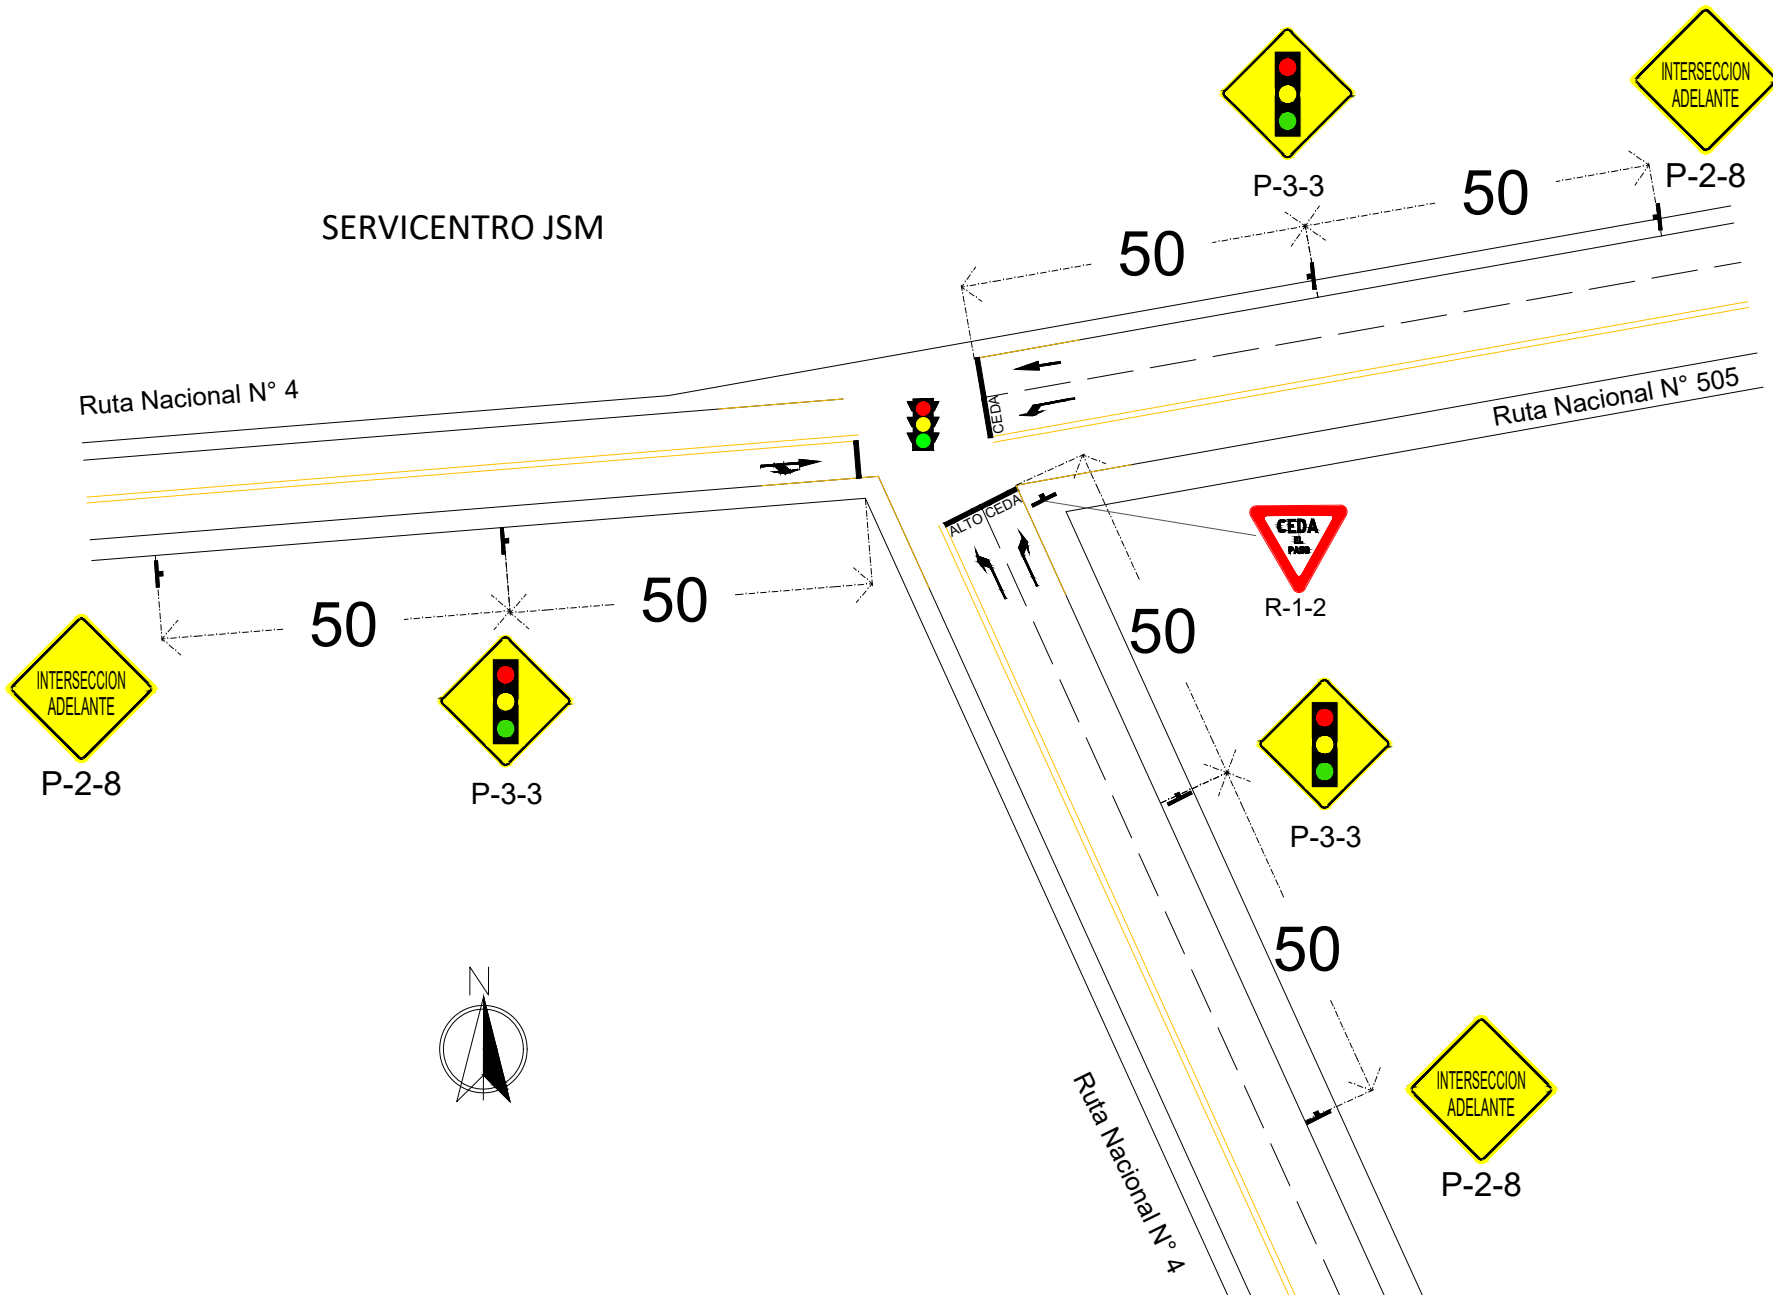 INTERSECCION
ADELANTE
P-2-8
P-3-3
50
50
SERVICENTRO JSM
Ruta Nacional N° 4
Ruta Nacional N° 505
CEDA
ALTO
CEDA
CEDA
EL
PASO
R-1-2
50
50
INTERSECCION
ADELANTE
P-2-8
P-3-3
50
P-3-3
50
N
INTERSECCION
ADELANTE
P-2-8
Ruta Nacional N° 4